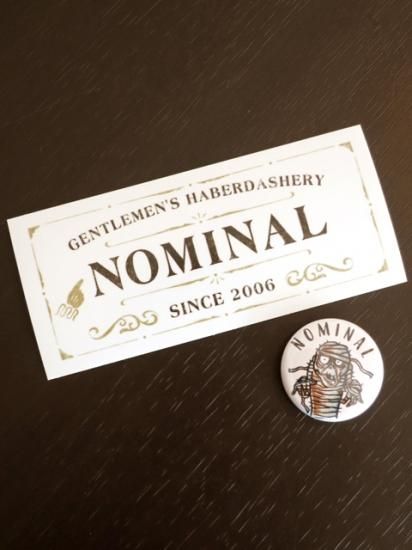 GENTLEMEN'S HABERDASHERY
NOMINAL
SINCE 2006
NOMINAL